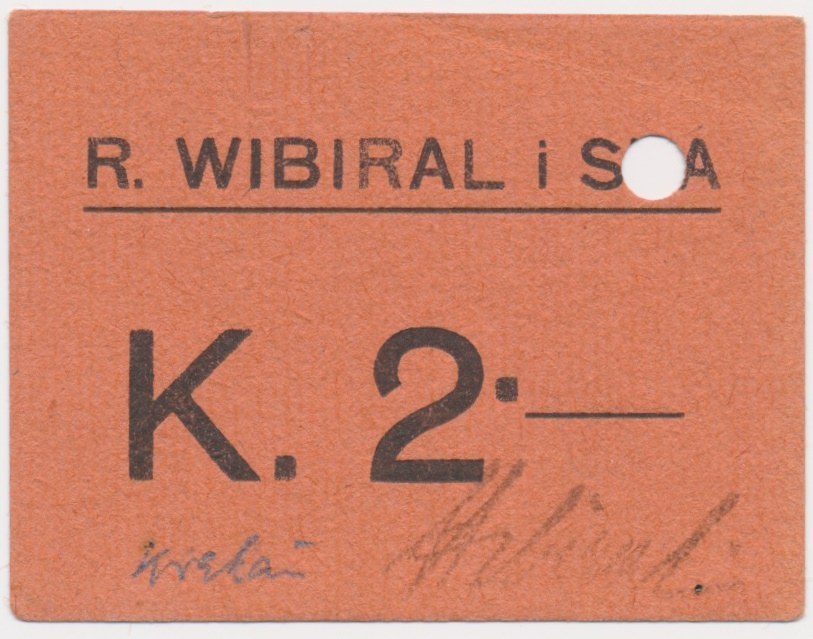 R. WIBIRAL i S A
K. 2·—